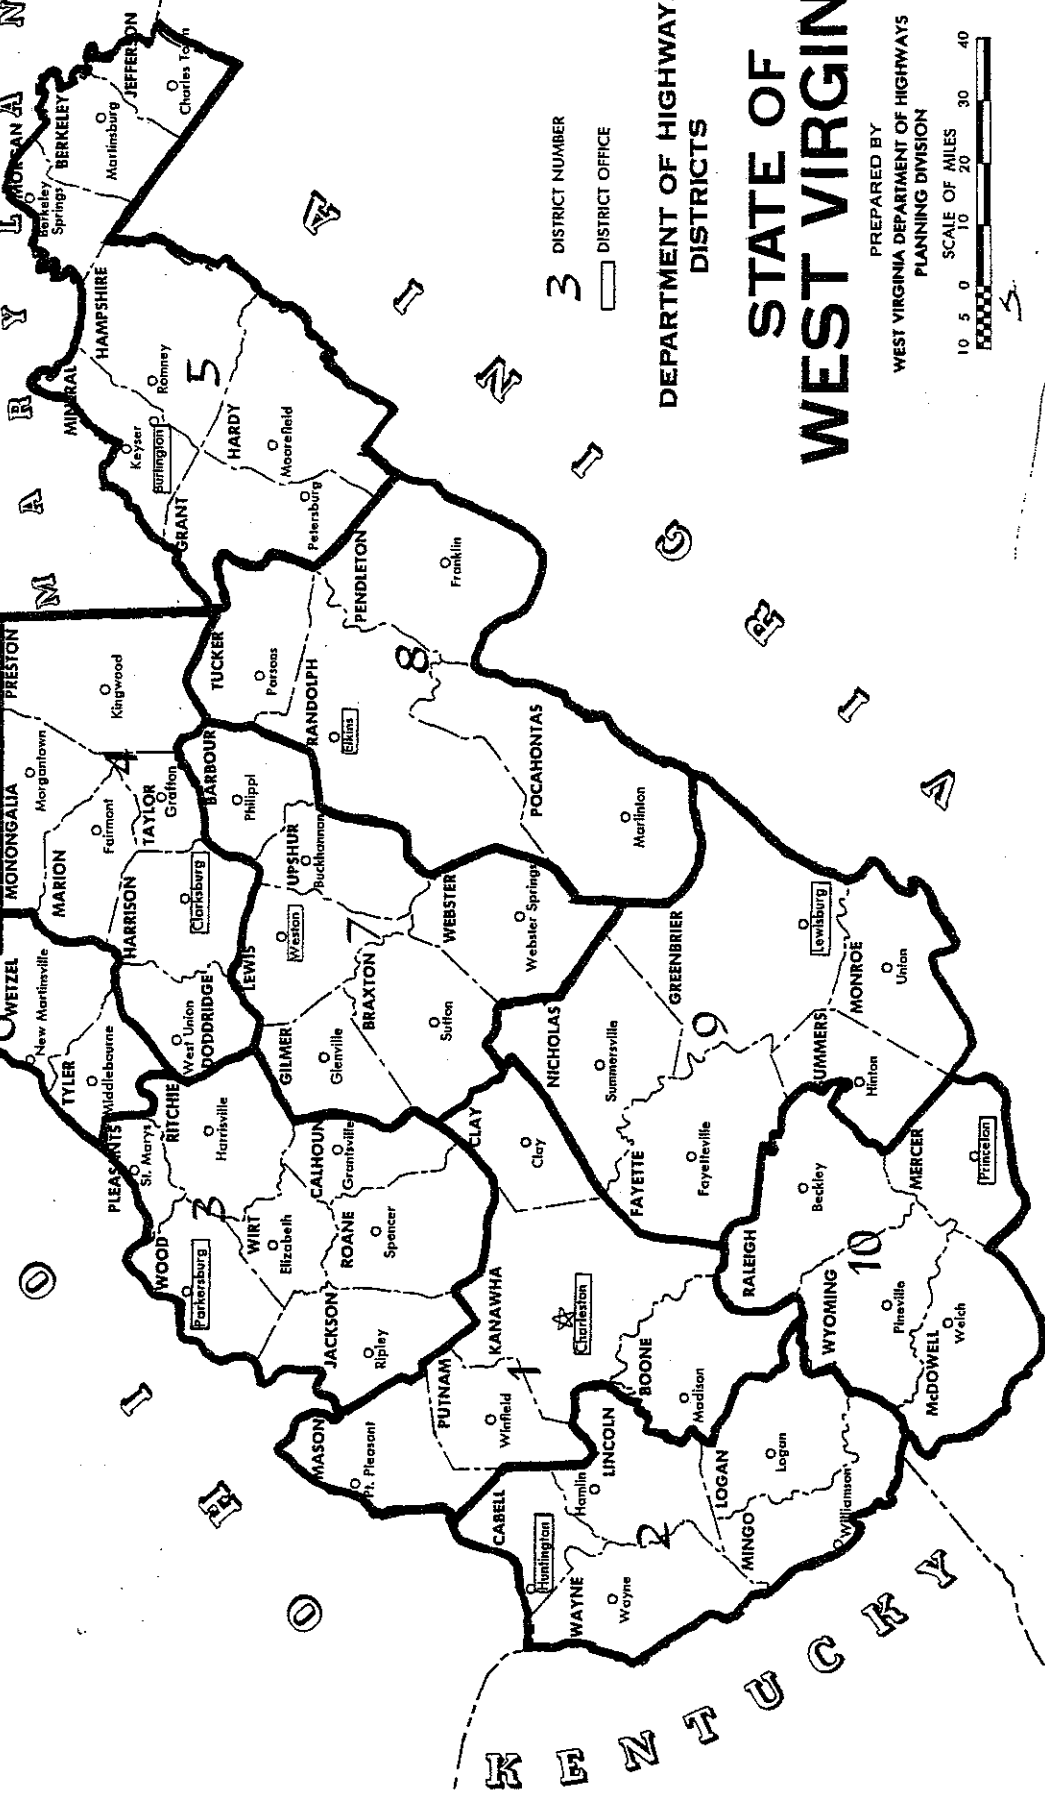 DEPARTMENT OF HIGHWAY
DISTRICTS
STATE OF
WEST VIRGIN
PREPARED BY
WEST VIRGINIA DEPARTMENT OF HIGHWAYS
PLANNING DIVISION
SCALE OF MILES
10 5 0 10 20 30 40
3 DISTRICT NUMBER
DISTRICT OFFICE
OHIO
KENTUCKY
VIRGINIA
MARYLAN
WETZEL
New Martinsville
TYLER
Middlebourne
PLEASANTS
St. Marys
RITCHIE
Harrisville
WOOD
Parkersburg
3
WIRT
Elizabeth
CALHOUN
Grantsville
ROANE
Spencer
JACKSON
Ripley
MASON
Pt. Pleasant
PUTNAM
Winfield
1
KANAWHA
Charleston
CLAY
Clay
BOONE
Madison
CABELL
Huntington
WAYNE
Wayne
2
LINCOLN
Hamlin
LOGAN
Logan
MINGO
Williamson
MONONGALIA
Morgantown
MARION
Fairmont
PRESTON
Kingwood
4
TAYLOR
Grafton
HARRISON
Clarksburg
DODDRIDGE
West Union
BARBOUR
Philippi
LEWIS
Weston
UPSHUR
Buckhannon
7
GILMER
Glenville
BRAXTON
Sutton
WEBSTER
Webster Springs
TUCKER
Parsons
RANDOLPH
Elkins
8
PENDLETON
Franklin
POCAHONTAS
Marlinton
NICHOLAS
Summersville
GREENBRIER
Lewisburg
9
FAYETTE
Fayetteville
SUMMERS
Hinton
MONROE
Union
RALEIGH
Beckley
MERCER
Princeton
10
WYOMING
Pineville
McDOWELL
Welch
MORGAN
Berkeley Springs
BERKELEY
Martinsburg
JEFFERSON
Charles Town
HAMPSHIRE
Romney
MINERAL
Keyser
Burlington
5
HARDY
Moorefield
GRANT
Petersburg